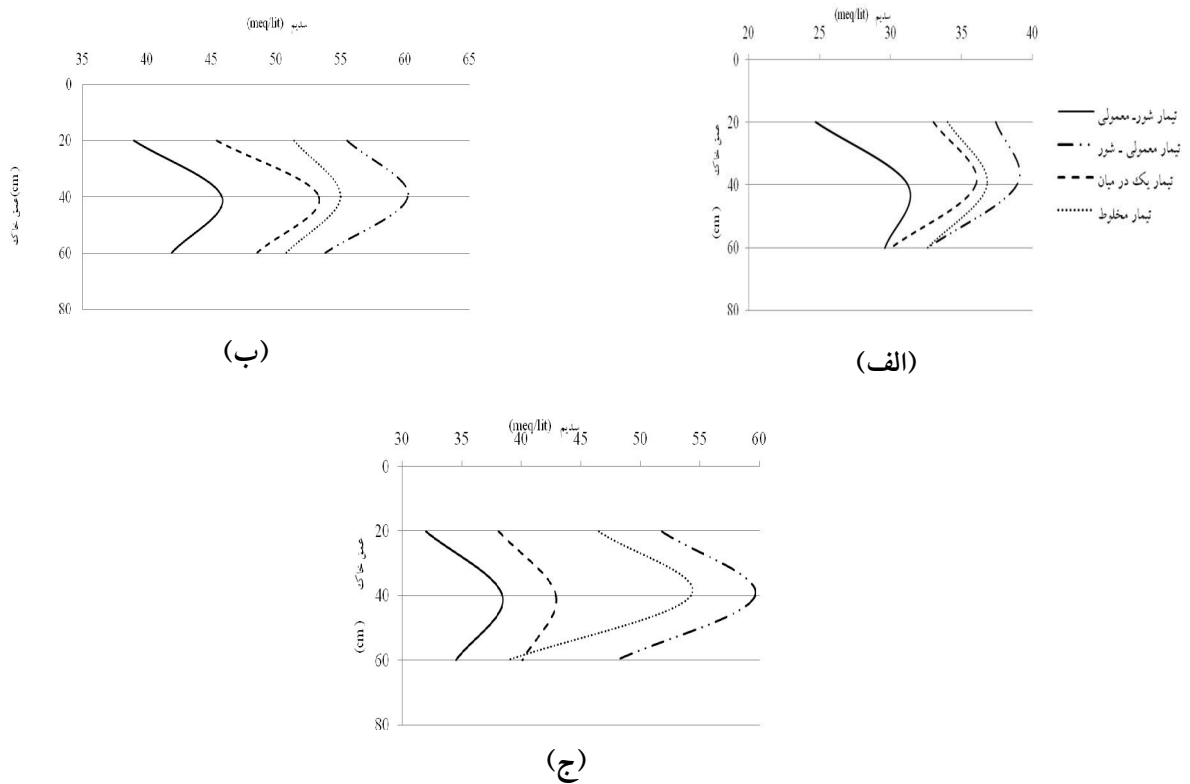 سدیم (meq/lit)
20 25 30 35 40
0
20
40
60
80
عمق خاک (cm)
تیمار شور- معمولی
تیمار معمولی - شور
تیمار یک در میان
تیمار مخلوط
(الف)
سدیم (meq/lit)
35 40 45 50 55 60 65
0
20
40
60
80
عمق خاک (cm)
(ب)
سدیم (meq/lit)
30 35 40 45 50 55 60
0
20
40
60
80
عمق خاک (cm)
(ج)